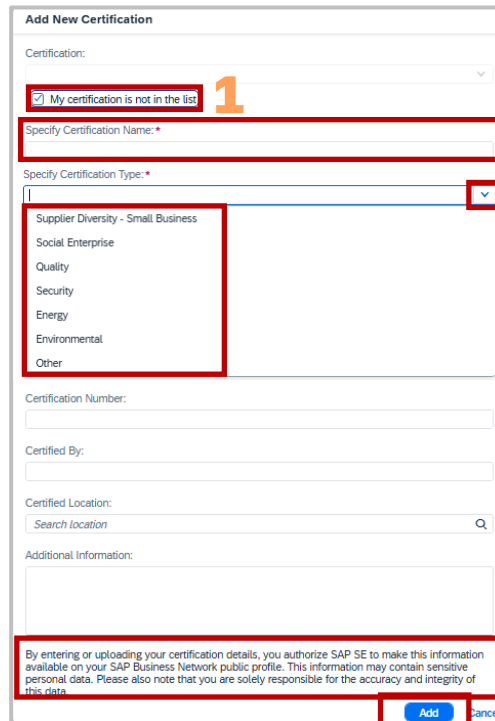 Add New Certification
Certification:
My certification is not in the list
1
Specify Certification Name:*
Specify Certification Type:*
Supplier Diversity - Small Business
Social Enterprise
Quality
Security
Energy
Environmental
Other
Certification Number:
Certified By:
Certified Location:
Search location
Additional Information:
By entering or uploading your certification details, you authorize SAP SE to make this information
available on your SAP Business Network public profile. This information may contain sensitive
personal data. Please also note that you are solely responsible for the accuracy and integrity of
this data.
Add Cance